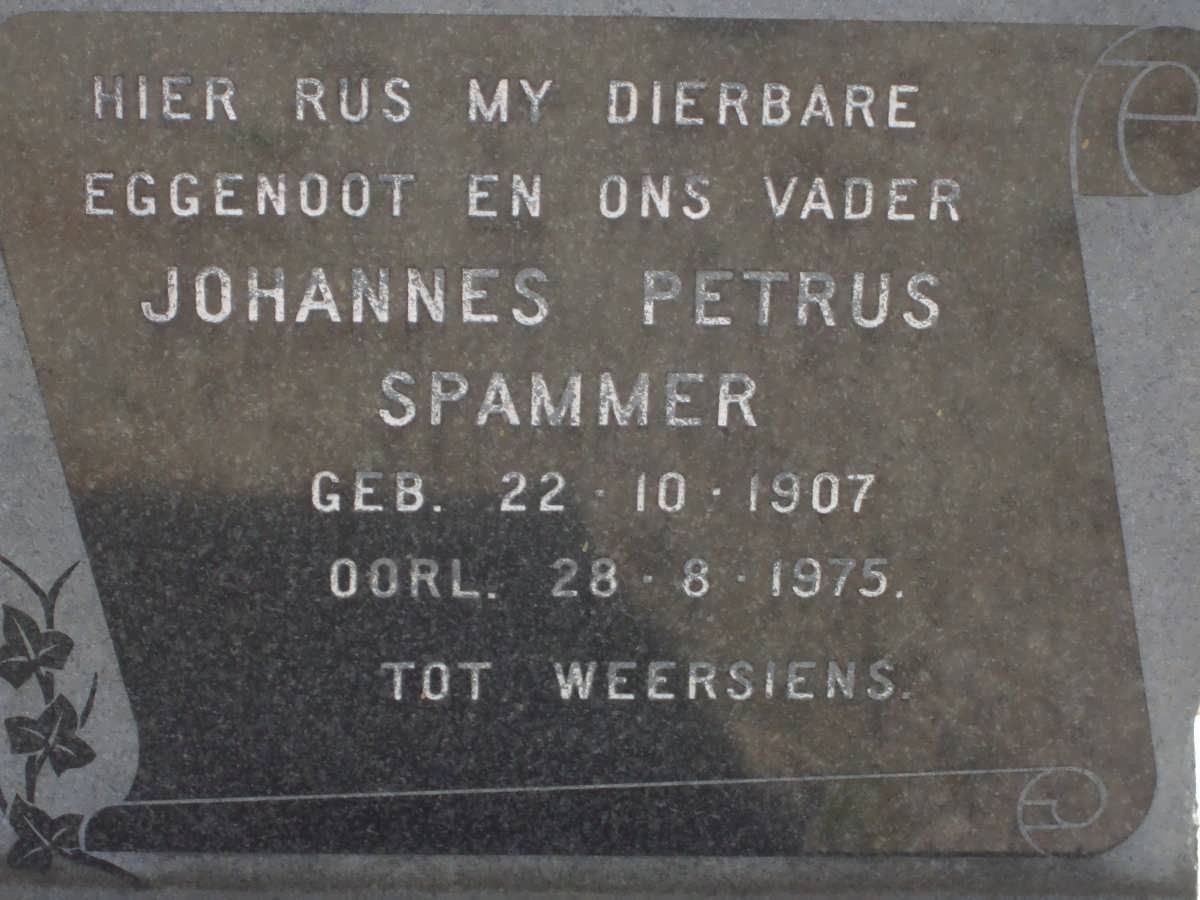 HIER RUS MY DIERBARE
EGGENOOT EN ONS VADER
JOHANNES PETRUS
SPAMMER
GEB. 22·10·1907
OORL. 28·8·1975.
TOT WEERSIENS.